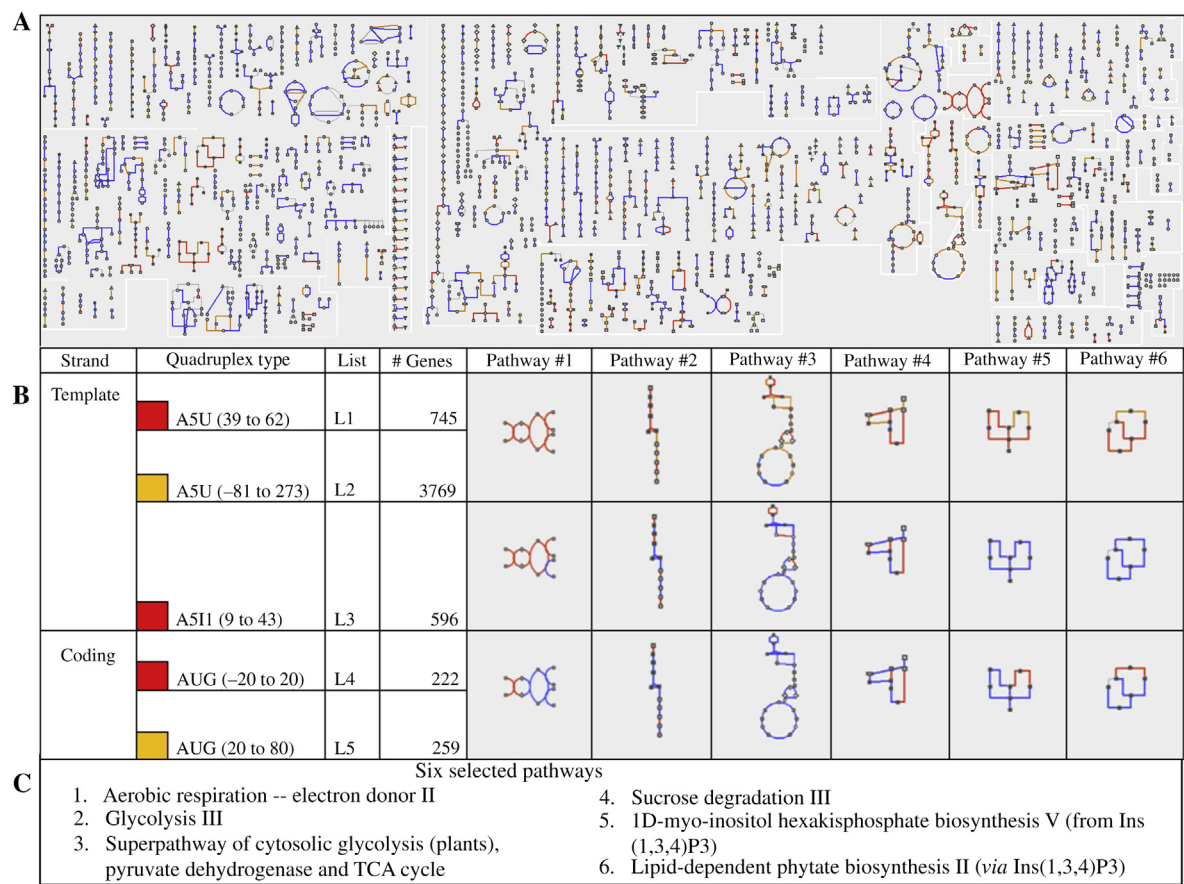 A
Strand Quadruplex type List # Genes Pathway #1 Pathway #2 Pathway #3 Pathway #4 Pathway #5 Pathway #6
B
Template
A5U (39 to 62) L1 745
A5U (–81 to 273) L2 3769
A5I1 (9 to 43) L3 596
Coding
AUG (–20 to 20) L4 222
AUG (20 to 80) L5 259
C
Six selected pathways
1. Aerobic respiration -- electron donor II
2. Glycolysis III
3. Superpathway of cytosolic glycolysis (plants),
pyruvate dehydrogenase and TCA cycle
4. Sucrose degradation III
5. 1D-myo-inositol hexakisphosphate biosynthesis V (from Ins
(1,3,4)P3)
6. Lipid-dependent phytate biosynthesis II (via Ins(1,3,4)P3)